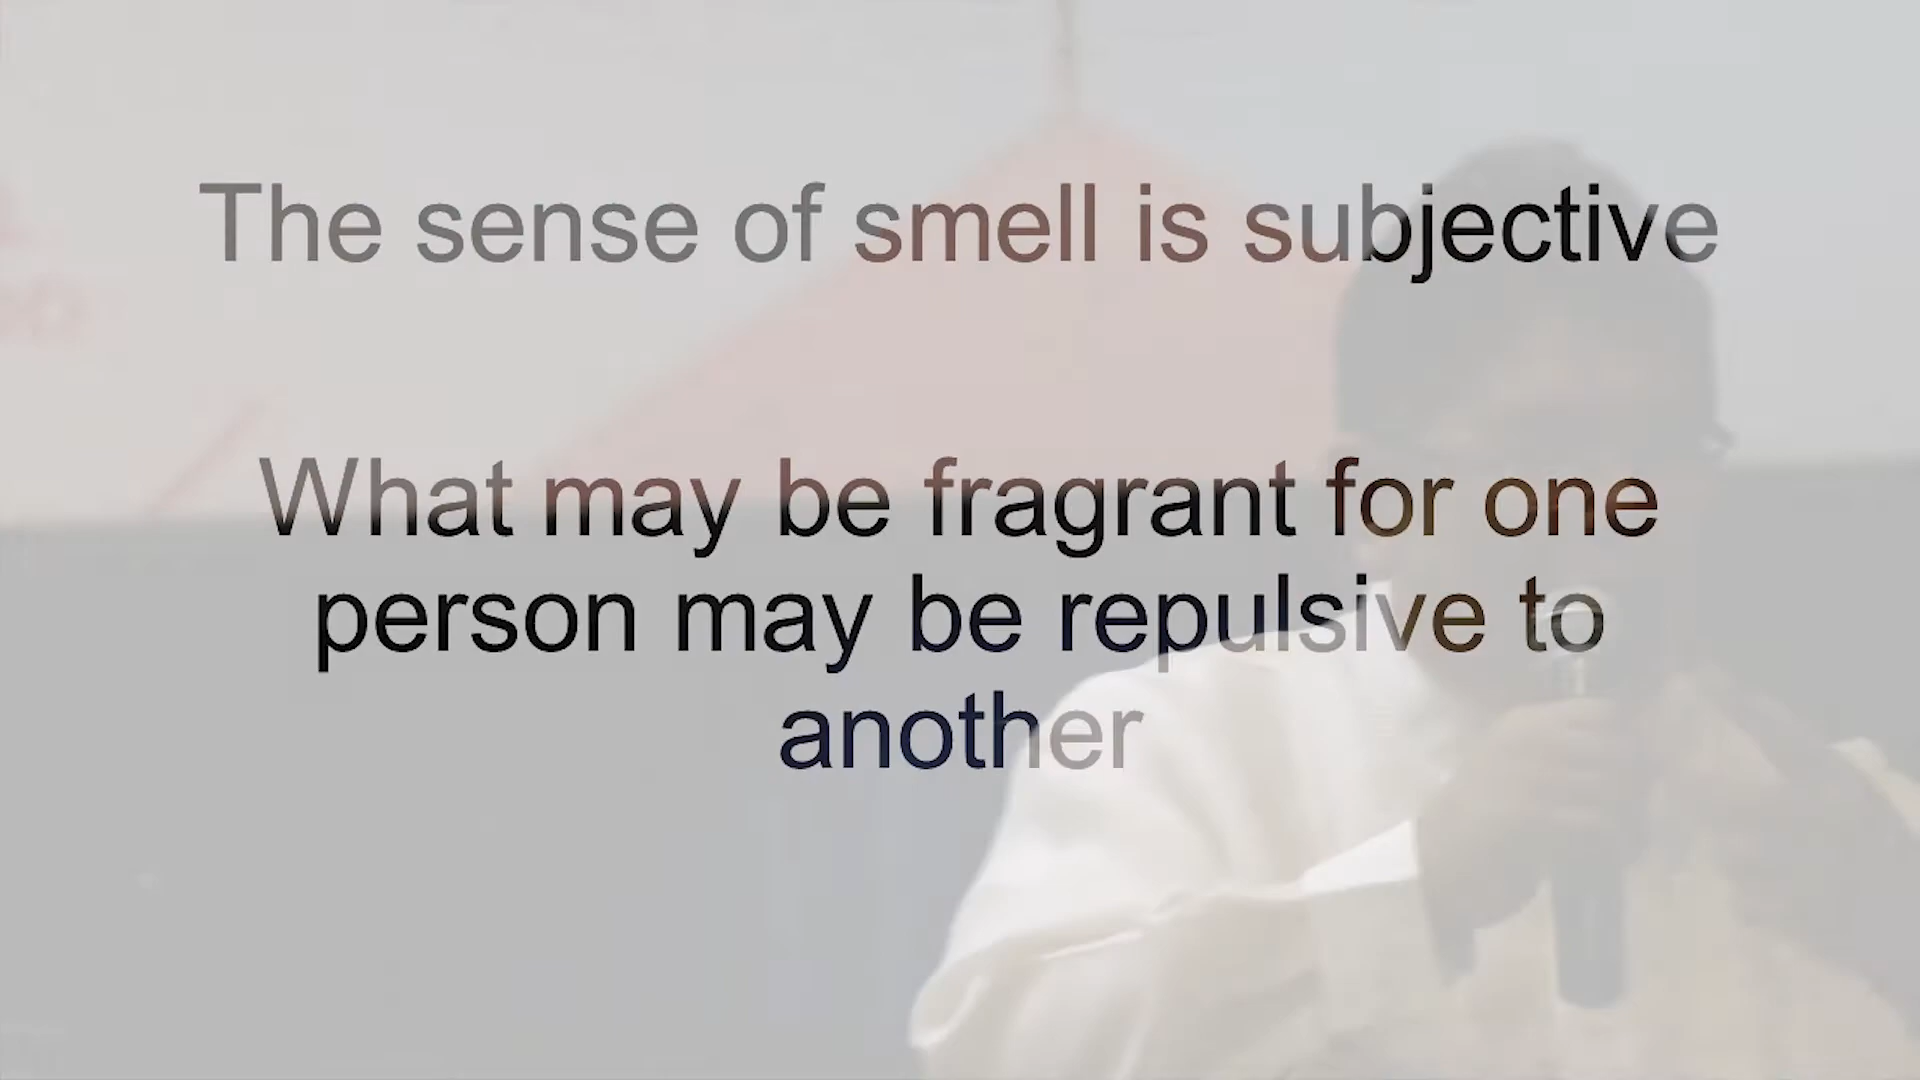 The sense of smell is subjective
What may be fragrant for one
person may be repulsive to
another